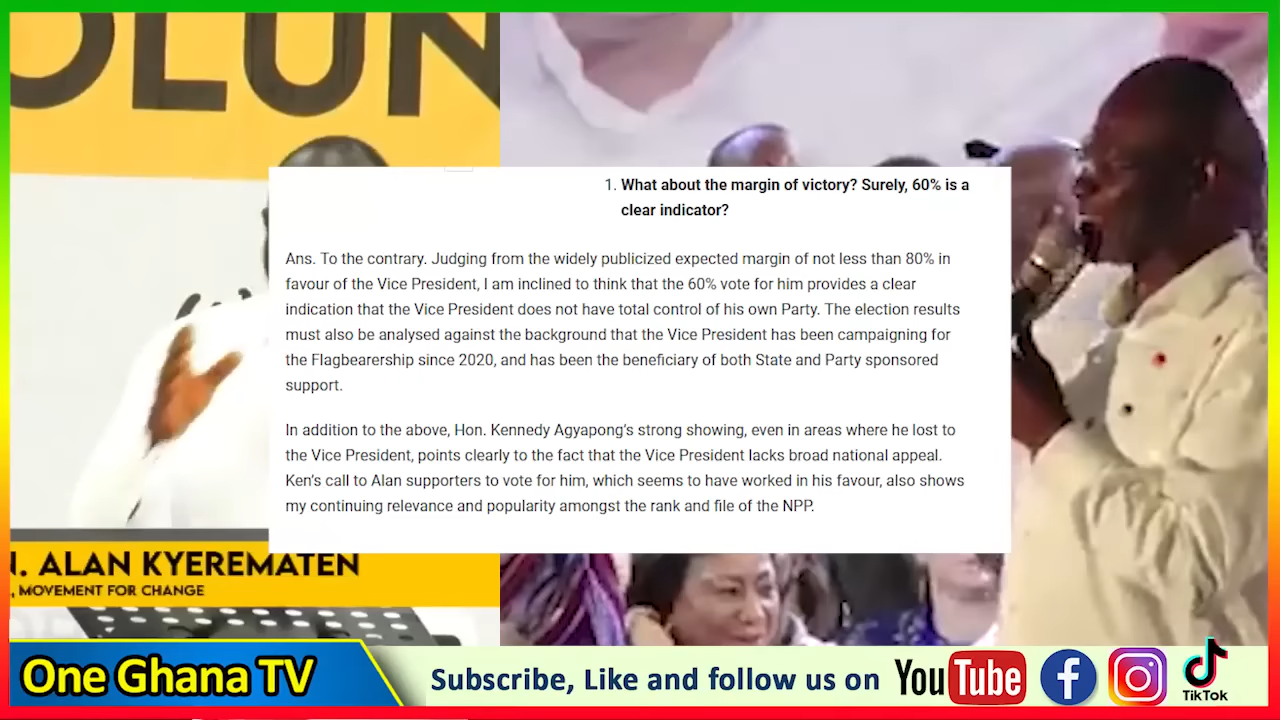 OLUN
1. What about the margin of victory? Surely, 60% is a
clear indicator?
Ans. To the contrary. Judging from the widely publicized expected margin of not less than 80% in
favour of the Vice President, I am inclined to think that the 60% vote for him provides a clear
indication that the Vice President does not have total control of his own Party. The election results
must also be analysed against the background that the Vice President has been campaigning for
the Flagbearership since 2020, and has been the beneficiary of both State and Party sponsored
support.
In addition to the above, Hon. Kennedy Agyapong's strong showing, even in areas where he lost to
the Vice President, points clearly to the fact that the Vice President lacks broad national appeal.
Ken's call to Alan supporters to vote for him, which seems to have worked in his favour, also shows
my continuing relevance and popularity amongst the rank and file of the NPP.
N. ALAN KYEREMATEN
, MOVEMENT FOR CHANGE
One Ghana TV
Subscribe, Like and follow us on
YouTube
TikTok